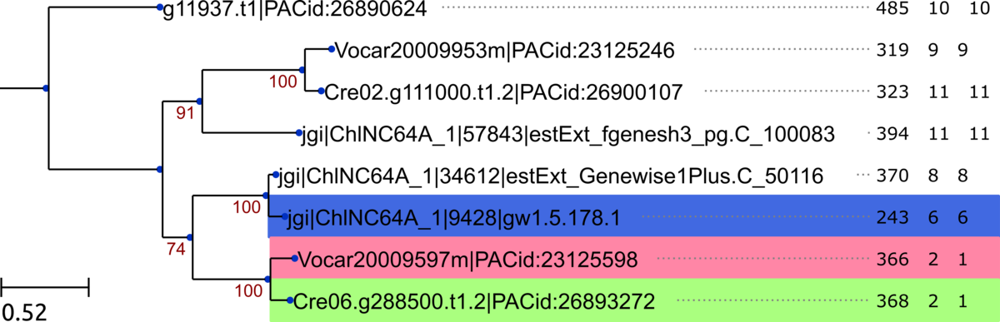 g11937.t1|PACid:26890624 485 10 10
Vocar20009953m|PACid:23125246 319 9 9
100
Cre02.g111000.t1.2|PACid:26900107 323 11 11
91
jgi|ChlNC64A_1|57843|estExt_fgenesh3_pg.C_100083 394 11 11
jgi|ChlNC64A_1|34612|estExt_Genewise1Plus.C_50116 370 8 8
100
jgi|ChlNC64A_1|9428|gw1.5.178.1 243 6 6
74
Vocar20009597m|PACid:23125598 366 2 1
100
Cre06.g288500.t1.2|PACid:26893272 368 2 1
0.52